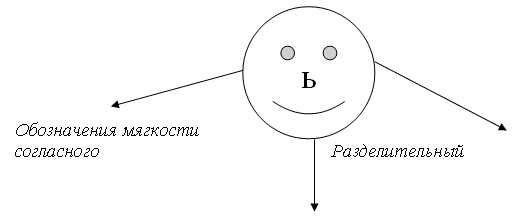 Ь
Обозначения мягкости
согласного
Разделительный